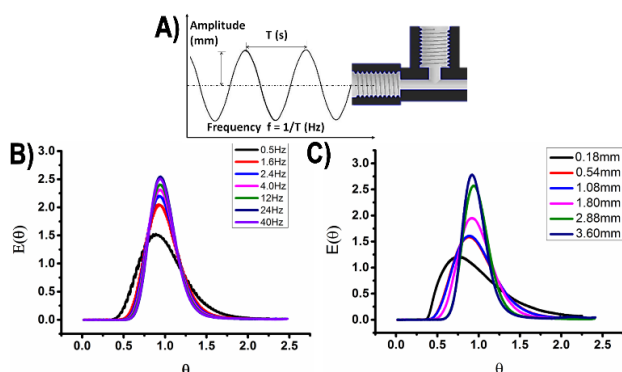 A)
Amplitude
(mm)
T (s)
Frequency f = 1/T (Hz)
B)
E(θ)
3.0
2.5
2.0
1.5
1.0
0.5
0.0
0.5Hz
1.6Hz
2.4Hz
4.0Hz
12Hz
24Hz
40Hz
0.0 0.5 1.0 1.5 2.0 2.5
θ
C)
E(θ)
3.0
2.5
2.0
1.5
1.0
0.5
0.0
0.18mm
0.54mm
1.08mm
1.80mm
2.88mm
3.60mm
0.0 0.5 1.0 1.5 2.0 2.5
θ